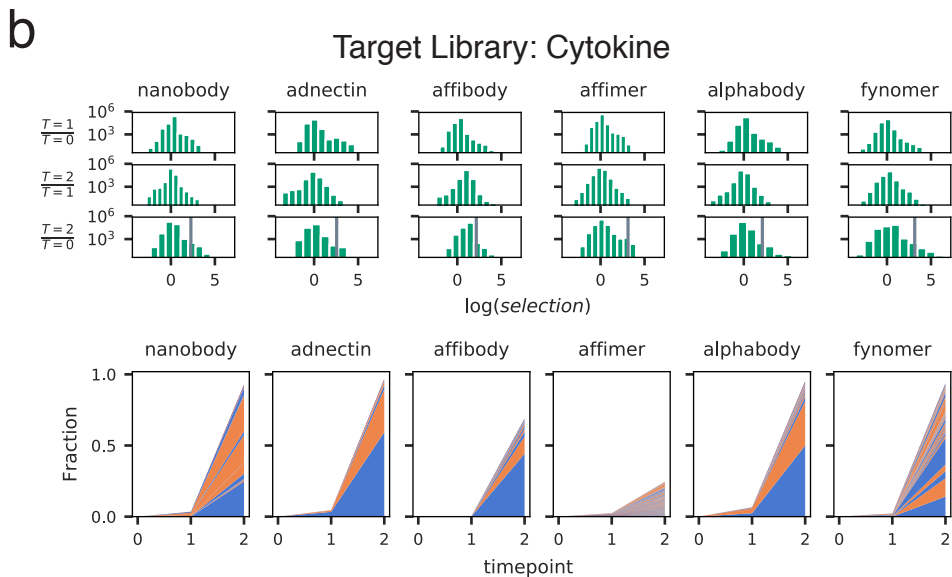 b
Target Library: Cytokine
nanobody adnectin affibody affimer alphabody fynomer
T=1
T=0
10^6
10^3
T=2
T=1
10^6
10^3
T=2
T=0
10^6
10^3
0 5 0 5 0 5 0 5 0 5 0 5
log(selection)
nanobody adnectin affibody affimer alphabody fynomer
Fraction
1.0
0.5
0.0
0 1 2 0 1 2 0 1 2 0 1 2 0 1 2 0 1 2
timepoint